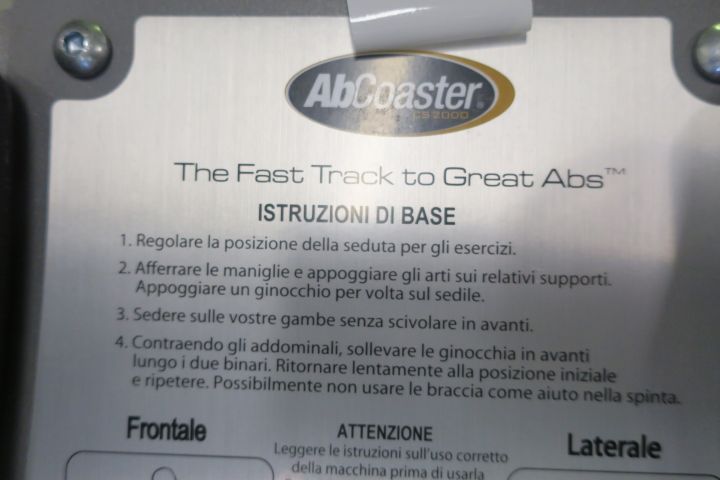 AbCoaster®
CS 2000
The Fast Track to Great Abs™
ISTRUZIONI DI BASE
1. Regolare la posizione della seduta per gli esercizi.
2. Afferrare le maniglie e appoggiare gli arti sui relativi supporti.
Appoggiare un ginocchio per volta sul sedile.
3. Sedere sulle vostre gambe senza scivolare in avanti.
4. Contraendo gli addominali, sollevare le ginocchia in avanti
lungo i due binari. Ritornare lentamente alla posizione iniziale
e ripetere. Possibilmente non usare le braccia come aiuto nella spinta.
Frontale
ATTENZIONE
Leggere le istruzioni sull'uso corretto
della macchina prima di usarla
Laterale